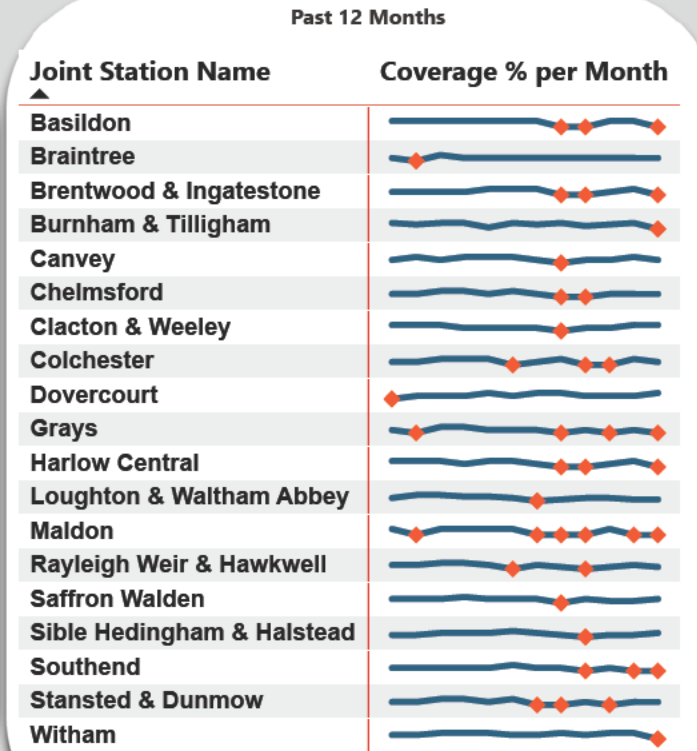 Past 12 Months
Joint Station Name Coverage % per Month
Basildon
Braintree
Brentwood & Ingatestone
Burnham & Tilligham
Canvey
Chelmsford
Clacton & Weeley
Colchester
Dovercourt
Grays
Harlow Central
Loughton & Waltham Abbey
Maldon
Rayleigh Weir & Hawkwell
Saffron Walden
Sible Hedingham & Halstead
Southend
Stansted & Dunmow
Witham